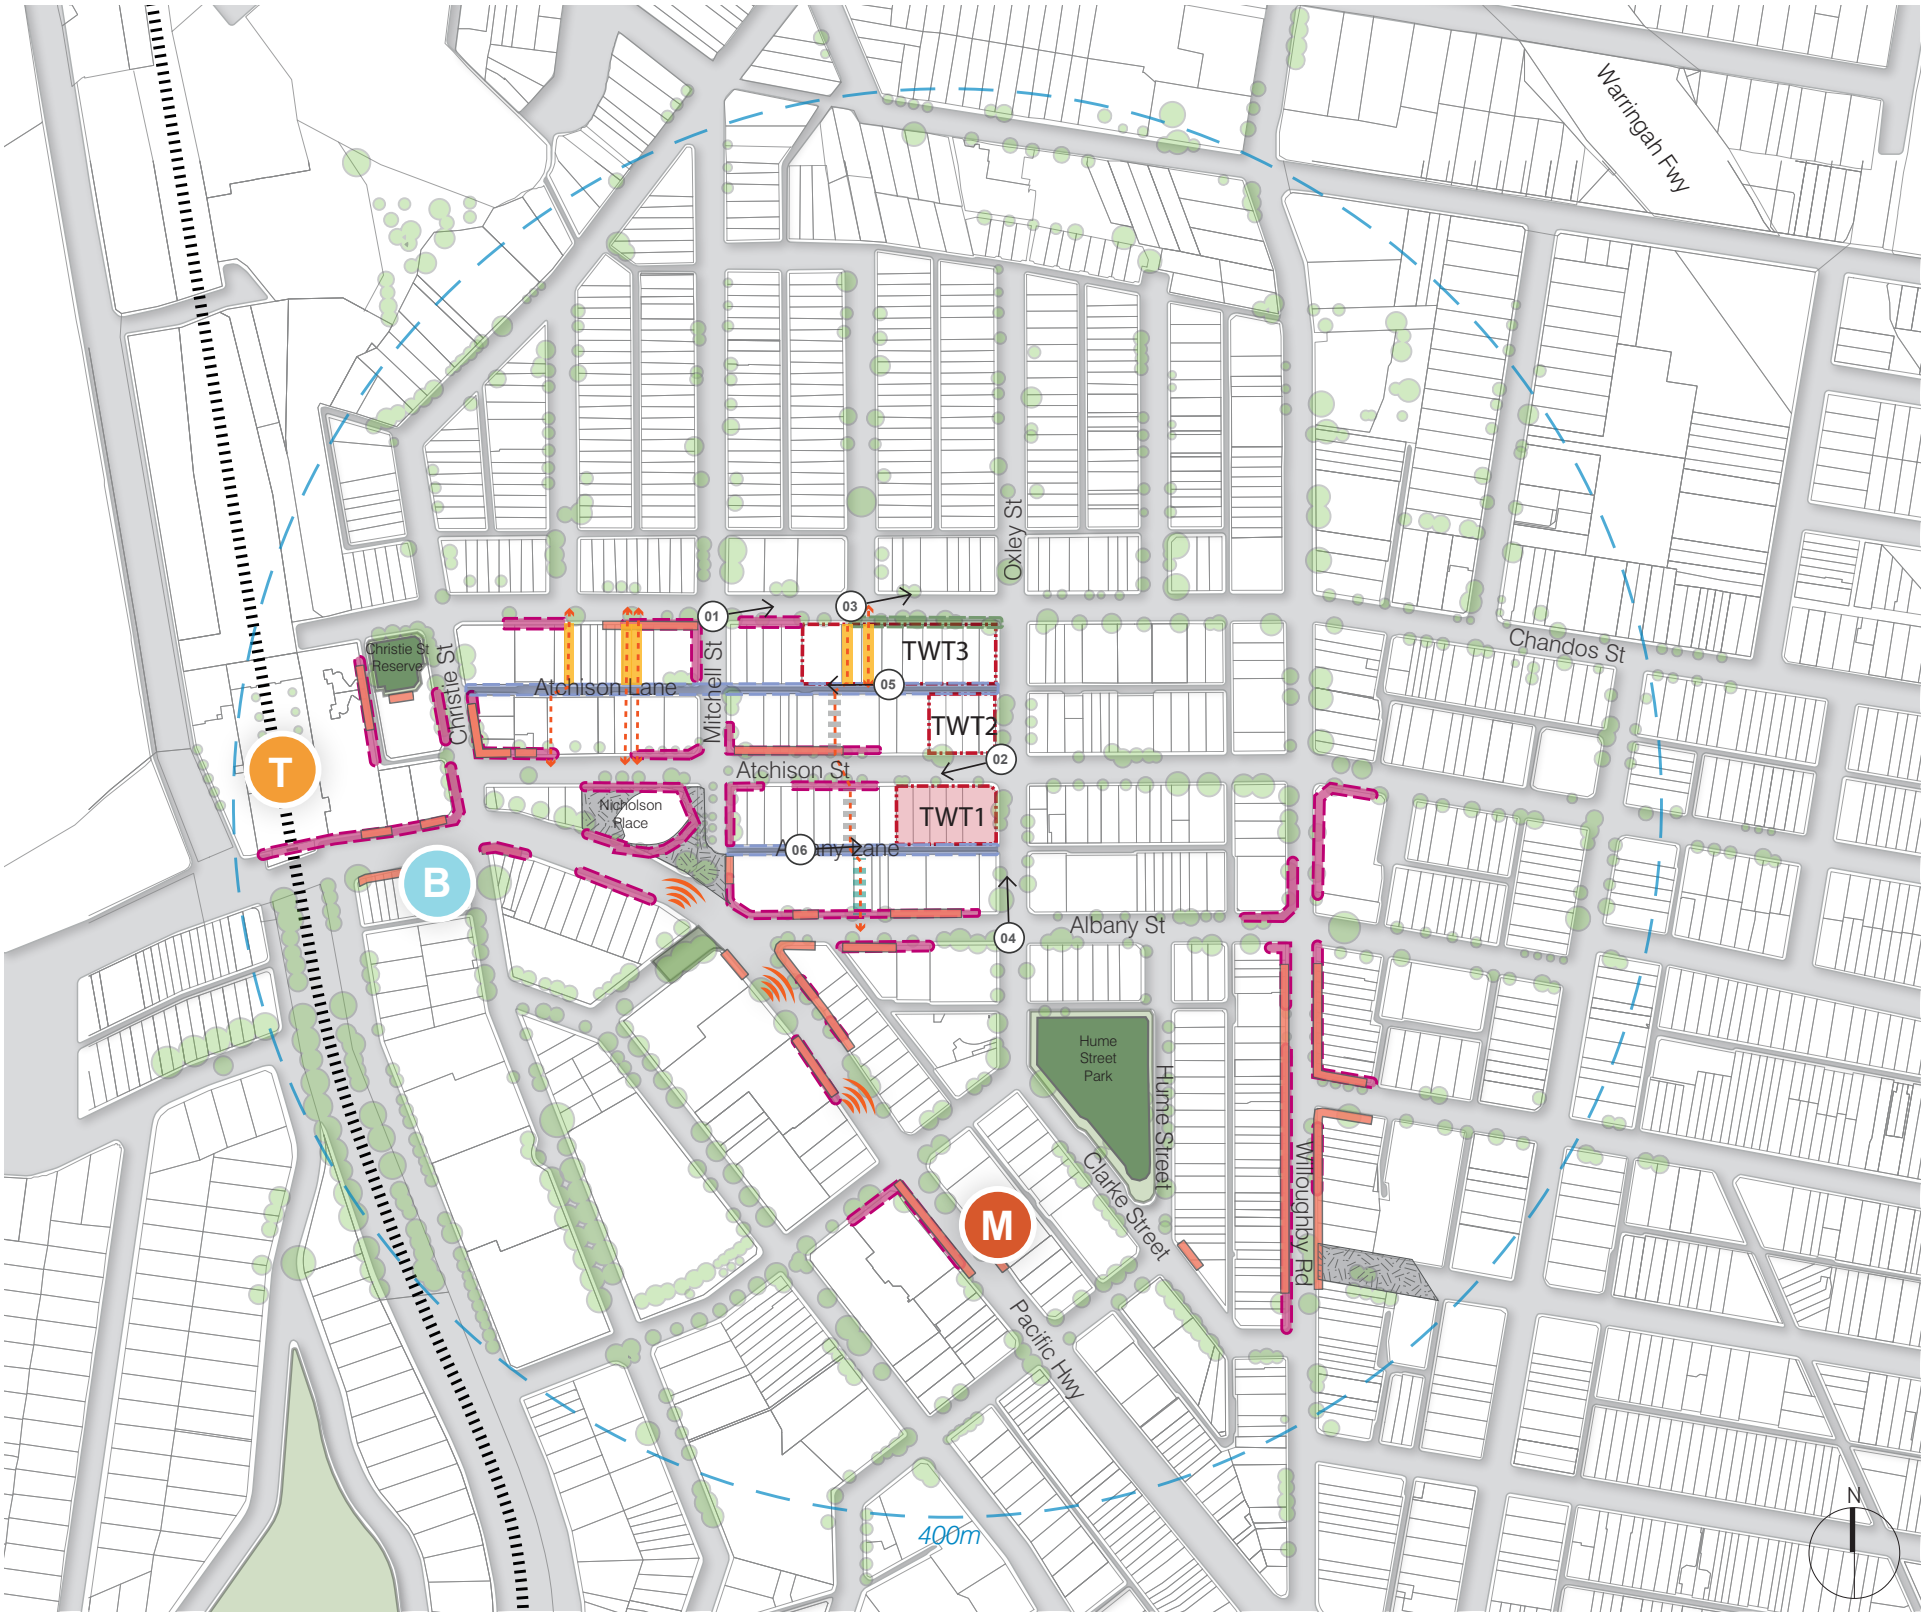 Warringah Fwy
Oxley St
01
03
Christie St
Reserve
Christie St
Mitchell St
TWT3
Chandos St
Atchison Lane
05
TWT2
02
T
Atchison St
Nicholson
Place
TWT1
06
B
Albany St
04
Hume
Street
Park
Hume Street
Clarke Street
Willoughby Rd
M
Pacific Hwy
N
400m